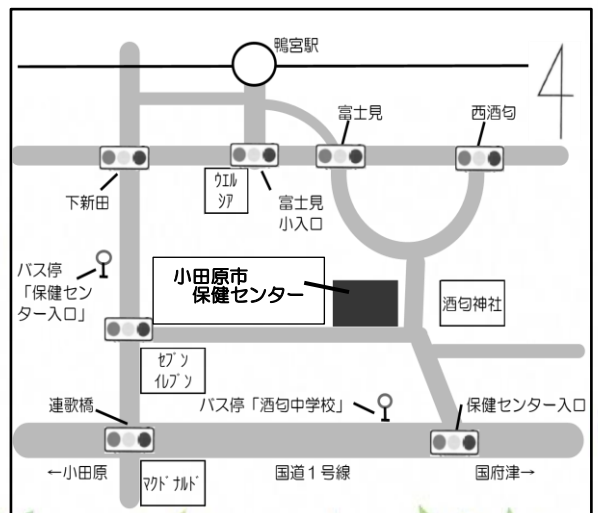 鴨宮駅
富士見
西酒匂
下新田
ウエル
シア
富士見
小入口
バス停
「保健セン
ター入口」
小田原市
保健センター
酒匂神社
セブン
イレブン
連歌橋
バス停「酒匂中学校」
保健センター入口
←小田原
マクドナルド
国道１号線
国府津→